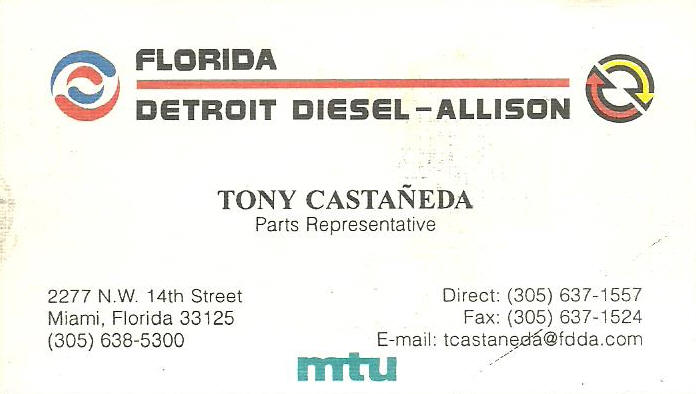 FLORIDA
DETROIT DIESEL-ALLISON
TONY CASTAÑEDA
Parts Representative
2277 N.W. 14th Street
Miami, Florida 33125
(305) 638-5300
Direct: (305) 637-1557
Fax: (305) 637-1524
E-mail: tcastaneda@fdda.com
mtu